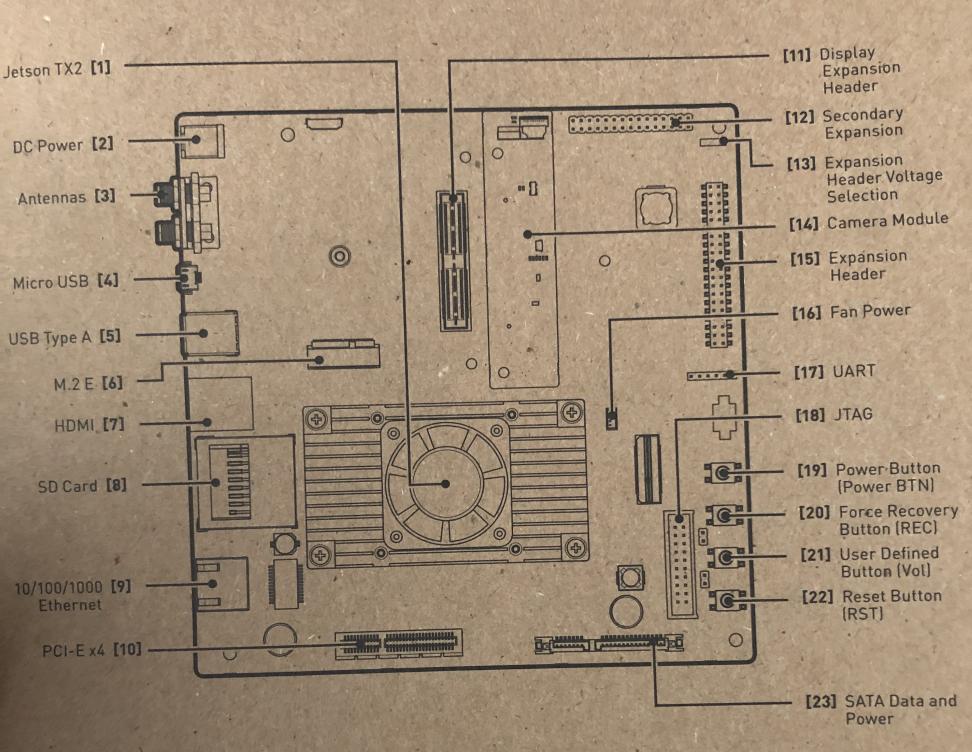 Jetson TX2 [1]
DC Power [2]
Antennas [3]
Micro USB [4]
USB Type A [5]
M.2 E [6]
HDMI [7]
SD Card [8]
10/100/1000 [9]
Ethernet
PCI-E x4 [10]
[11] Display
Expansion
Header
[12] Secondary
Expansion
[13] Expansion
Header Voltage
Selection
[14] Camera Module
[15] Expansion
Header
[16] Fan Power
[17] UART
[18] JTAG
[19] Power Button
(Power BTN)
[20] Force Recovery
Button (REC)
[21] User Defined
Button (Vol)
[22] Reset Button
(RST)
[23] SATA Data and
Power